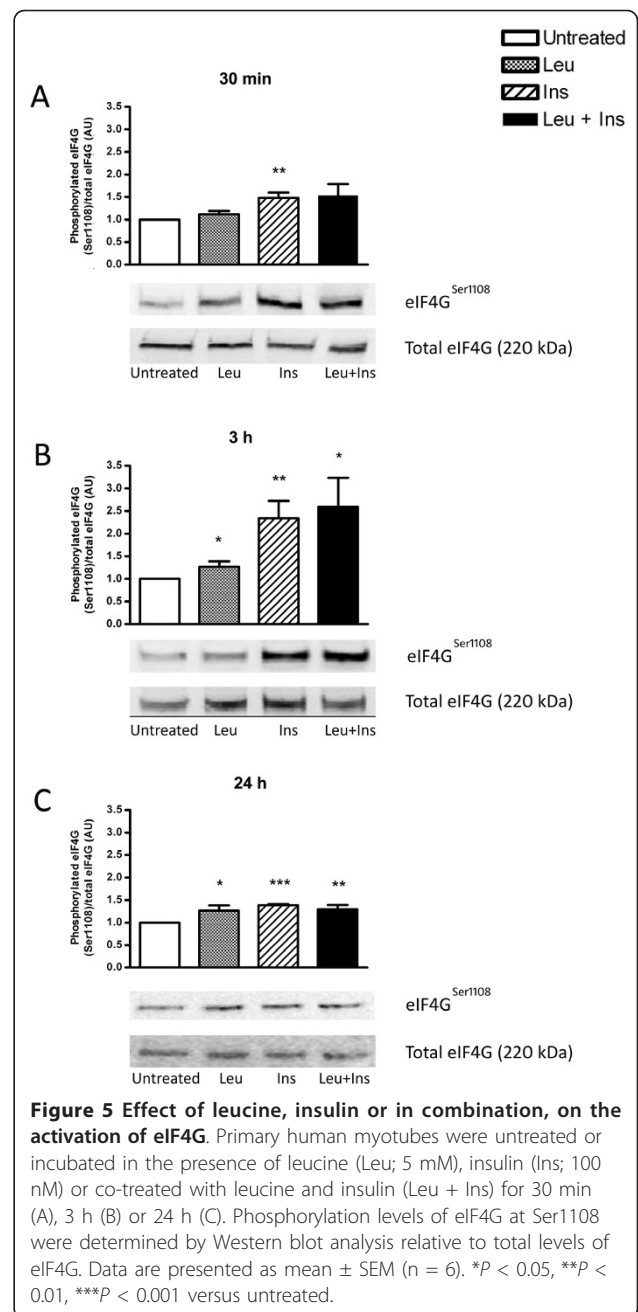 Untreated
Leu
Ins
Leu + Ins
A
30 min
Phosphorylated eIF4G
(Ser1108)/total eIF4G (AU)
3.5
3.0
2.5
2.0
1.5
1.0
0.5
0.0
**
eIF4G^Ser1108
Total eIF4G (220 kDa)
Untreated Leu Ins Leu+Ins
B
3 h
Phosphorylated eIF4G
(Ser1108)/total eIF4G (AU)
3.5
3.0
2.5
2.0
1.5
1.0
0.5
0.0
* ** *
eIF4G^Ser1108
Total eIF4G (220 kDa)
Untreated Leu Ins Leu+Ins
C
24 h
Phosphorylated eIF4G
(Ser1108)/total eIF4G (AU)
3.5
3.0
2.5
2.0
1.5
1.0
0.5
0.0
* *** **
eIF4G^Ser1108
Total eIF4G (220 kDa)
Untreated Leu Ins Leu+Ins
Figure 5 Effect of leucine, insulin or in combination, on the
activation of eIF4G. Primary human myotubes were untreated or
incubated in the presence of leucine (Leu; 5 mM), insulin (Ins; 100
nM) or co-treated with leucine and insulin (Leu + Ins) for 30 min
(A), 3 h (B) or 24 h (C). Phosphorylation levels of eIF4G at Ser1108
were determined by Western blot analysis relative to total levels of
eIF4G. Data are presented as mean ± SEM (n = 6). *P < 0.05, **P <
0.01, ***P < 0.001 versus untreated.